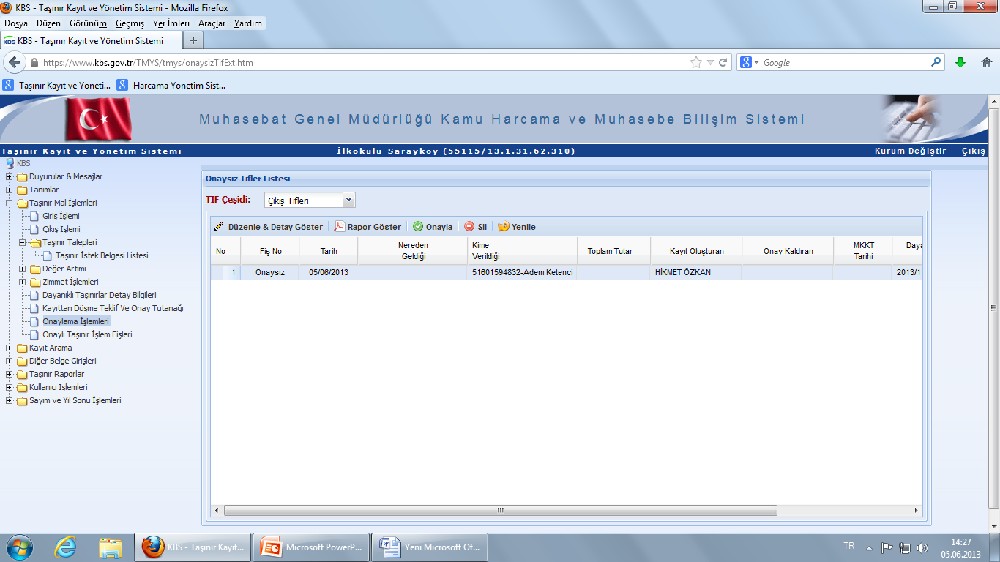 KBS - Taşınır Kayıt ve Yönetim Sistemi - Mozilla Firefox
Dosya Düzen Görünüm Geçmiş Yer İmleri Araçlar Yardım
KBS KBS - Taşınır Kayıt ve Yönetim Sistemi
https://www.kbs.gov.tr/TMYS/tmys/onaysizTifExt.htm
Google
Taşınır Kayıt ve Yöneti... Harcama Yönetim Sist...
Muhasebat Genel Müdürlüğü Kamu Harcama ve Muhasebe Bilişim Sistemi
Taşınır Kayıt ve Yönetim Sistemi İlkokulu-Sarayköy (55115/13.1.31.62.310) Kurum Değiştir Çıkış
KBS
Duyurular & Mesajlar
Tanımlar
Taşınır Mal İşlemleri
Giriş İşlemi
Çıkış İşlemi
Taşınır Talepleri
Taşınır İstek Belgesi Listesi
Değer Artımı
Zimmet İşlemleri
Dayanıklı Taşınırlar Detay Bilgileri
Kayıttan Düşme Teklif Ve Onay Tutanağı
Onaylama İşlemleri
Onaylı Taşınır İşlem Fişleri
Kayıt Arama
Diğer Belge Girişleri
Taşınır Raporlar
Kullanıcı İşlemleri
Sayım ve Yıl Sonu İşlemleri
Onaysız Tifler Listesi
TİF Çeşidi: Çıkış Tifleri
Düzenle & Detay Göster Rapor Göster Onayla Sil Yenile
No Fiş No Tarih Nereden Geldiği Kime Verildiği Toplam Tutar Kayıt Oluşturan Onay Kaldıran MKKT Tarihi Daya
1 Onaysız 05/06/2013 51601594832-Adem Ketenci HİKMET ÖZKAN 2013/1
KBS - Taşınır Kayıt... Microsoft PowerP... Yeni Microsoft Of... TR 14:27
05.06.2013